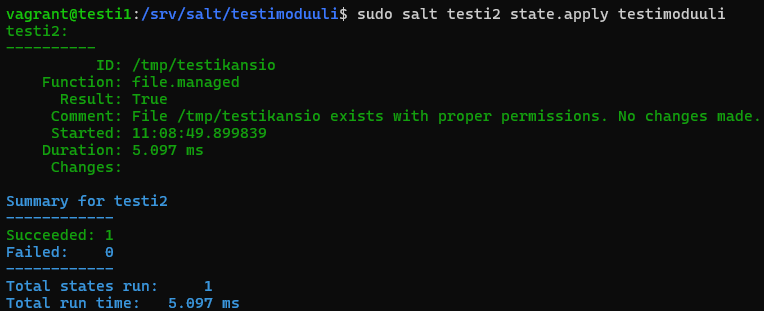 vagrant@testi1:/srv/salt/testimoduuli$ sudo salt testi2 state.apply testimoduuli
testi2:
----------
          ID: /tmp/testikansio
    Function: file.managed
      Result: True
     Comment: File /tmp/testikansio exists with proper permissions. No changes made.
     Started: 11:08:49.899839
    Duration: 5.097 ms
     Changes:

Summary for testi2
------------
Succeeded: 1
Failed:    0
------------
Total states run:     1
Total run time:   5.097 ms